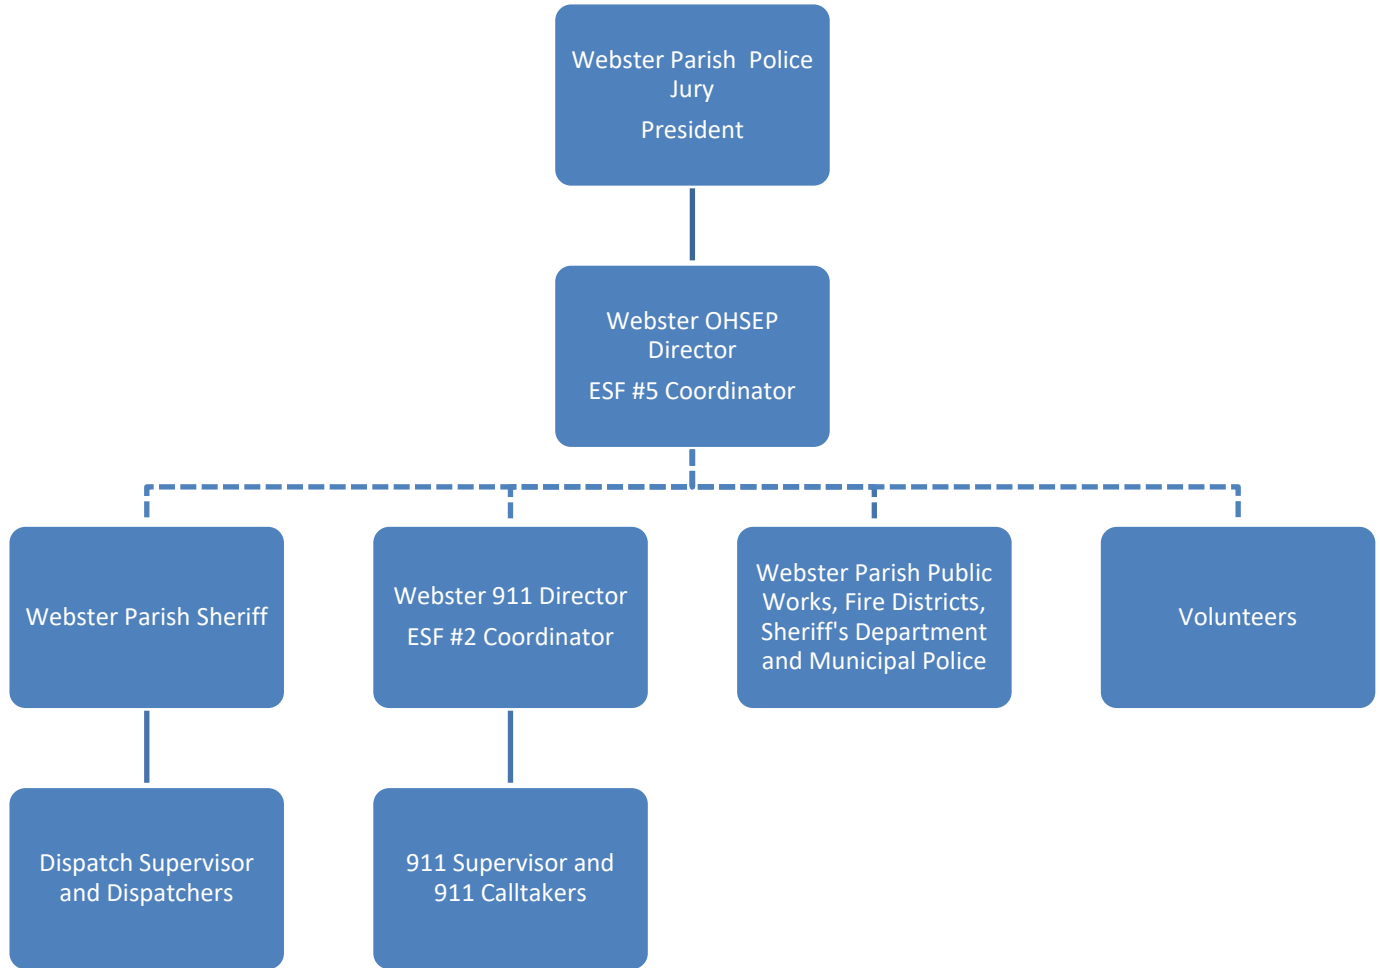 Webster Parish  Police
Jury
President
Webster OHSEP
Director
ESF #5 Coordinator
Webster Parish Sheriff
Webster 911 Director
ESF #2 Coordinator
Webster Parish Public
Works, Fire Districts,
Sheriff's Department
and Municipal Police
Volunteers
Dispatch Supervisor
and Dispatchers
911 Supervisor and
911 Calltakers